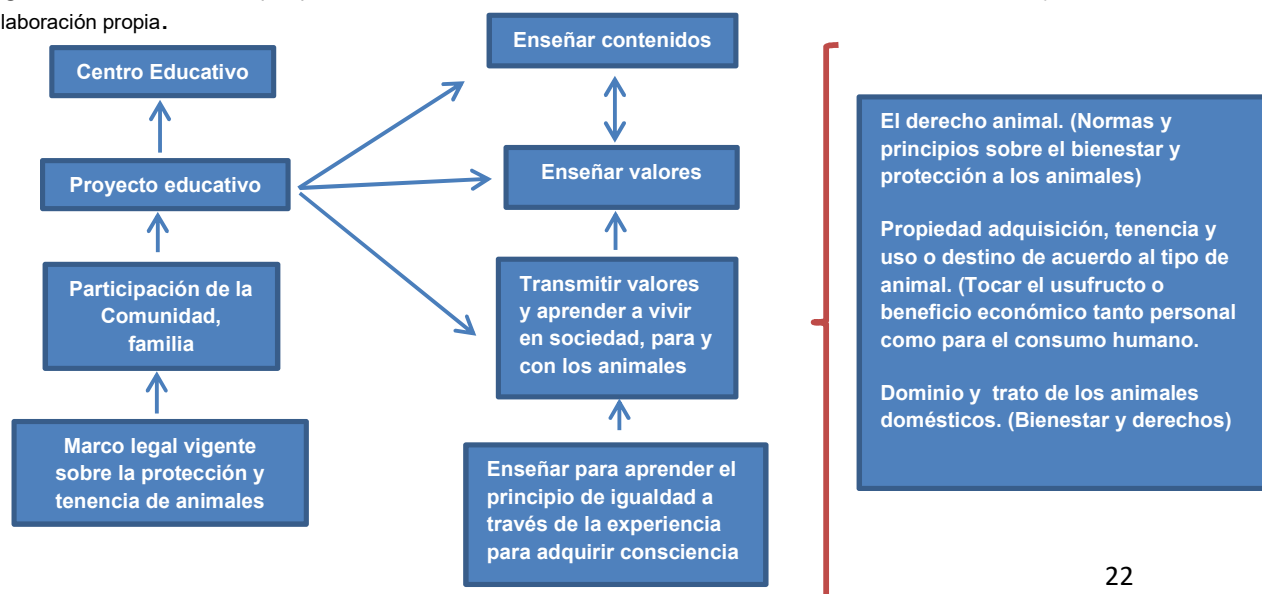 laboración propia.
Centro Educativo
Proyecto educativo
Participación de la
Comunidad,
familia
Marco legal vigente
sobre la protección y
tenencia de animales
Enseñar contenidos
Enseñar valores
Transmitir valores
y aprender a vivir
en sociedad, para y
con los animales
Enseñar para aprender el
principio de igualdad a
través de la experiencia
para adquirir consciencia
El derecho animal. (Normas y
principios sobre el bienestar y
protección a los animales)
Propiedad adquisición, tenencia y
uso o destino de acuerdo al tipo de
animal. (Tocar el usufructo o
beneficio económico tanto personal
como para el consumo humano.
Dominio y  trato de los animales
domésticos. (Bienestar y derechos)
22